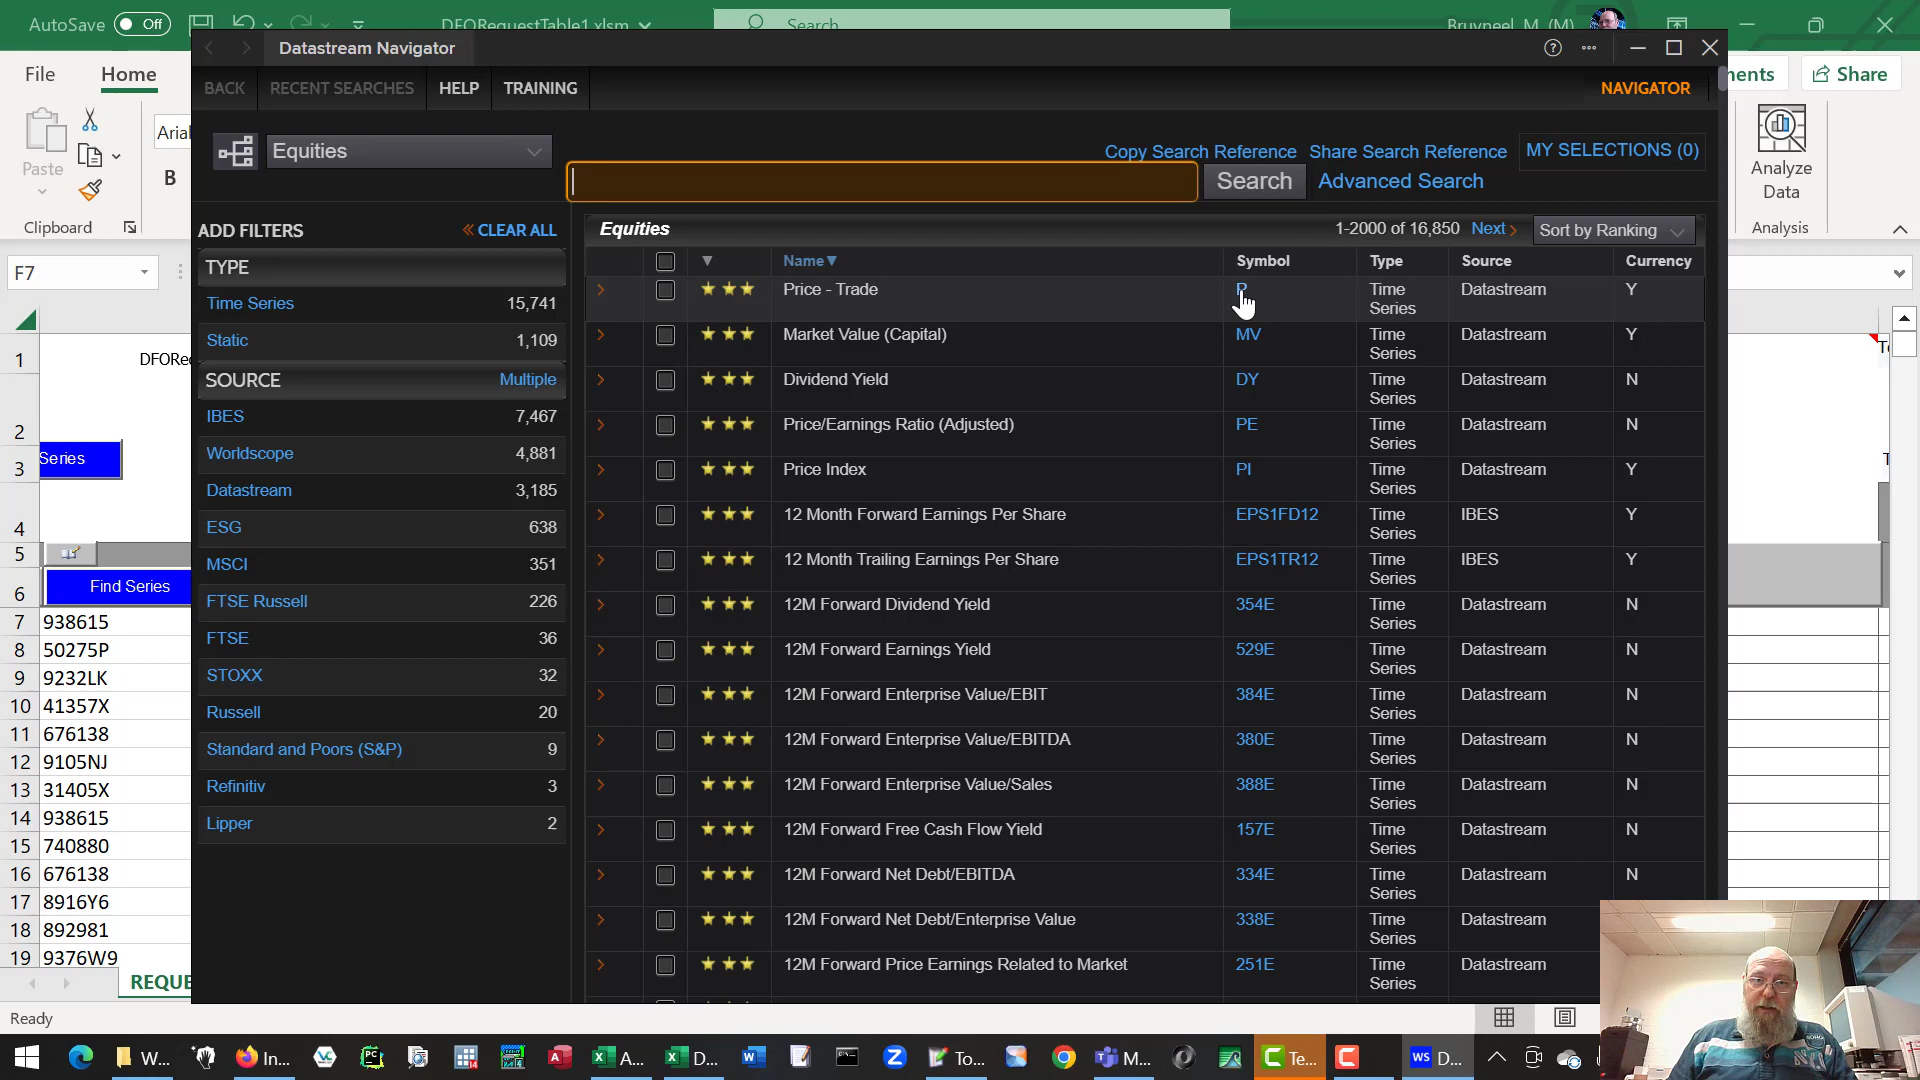 AutoSave Off DFORequestTable1.xlsm Search Bruyneel, M. (M)
Datastream Navigator
File Home Share
BACK RECENT SEARCHES HELP TRAINING NAVIGATOR
Paste
Clipboard
Analyze
Data
Analysis
Equities
Copy Search Reference Share Search Reference MY SELECTIONS (0)
Search Advanced Search
ADD FILTERS CLEAR ALL
TYPE
Time Series 15,741
Static 1,109
SOURCE Multiple
IBES 7,467
Worldscope 4,881
Datastream 3,185
ESG 638
MSCI 351
FTSE Russell 226
FTSE 36
STOXX 32
Russell 20
Standard and Poors (S&P) 9
Refinitiv 3
Lipper 2
Equities 1-2000 of 16,850 Next Sort by Ranking
Name Symbol Type Source Currency
Price - Trade P Time Series Datastream Y
Market Value (Capital) MV Time Series Datastream Y
Dividend Yield DY Time Series Datastream N
Price/Earnings Ratio (Adjusted) PE Time Series Datastream N
Price Index PI Time Series Datastream Y
12 Month Forward Earnings Per Share EPS1FD12 Time Series IBES Y
12 Month Trailing Earnings Per Share EPS1TR12 Time Series IBES Y
12M Forward Dividend Yield 354E Time Series Datastream N
12M Forward Earnings Yield 529E Time Series Datastream N
12M Forward Enterprise Value/EBIT 384E Time Series Datastream N
12M Forward Enterprise Value/EBITDA 380E Time Series Datastream N
12M Forward Enterprise Value/Sales 388E Time Series Datastream N
12M Forward Free Cash Flow Yield 157E Time Series Datastream N
12M Forward Net Debt/EBITDA 334E Time Series Datastream N
12M Forward Net Debt/Enterprise Value 338E Time Series Datastream
12M Forward Price Earnings Related to Market 251E Time Series Datastream
F7
1
2
3 Series
4
5
6 Find Series
7 938615
8 50275P
9 9232LK
10 41357X
11 676138
12 9105NJ
13 31405X
14 938615
15 740880
16 676138
17 8916Y6
18 892981
19 9376W9
Ready
W... In... A... D... To... M... Te... D...